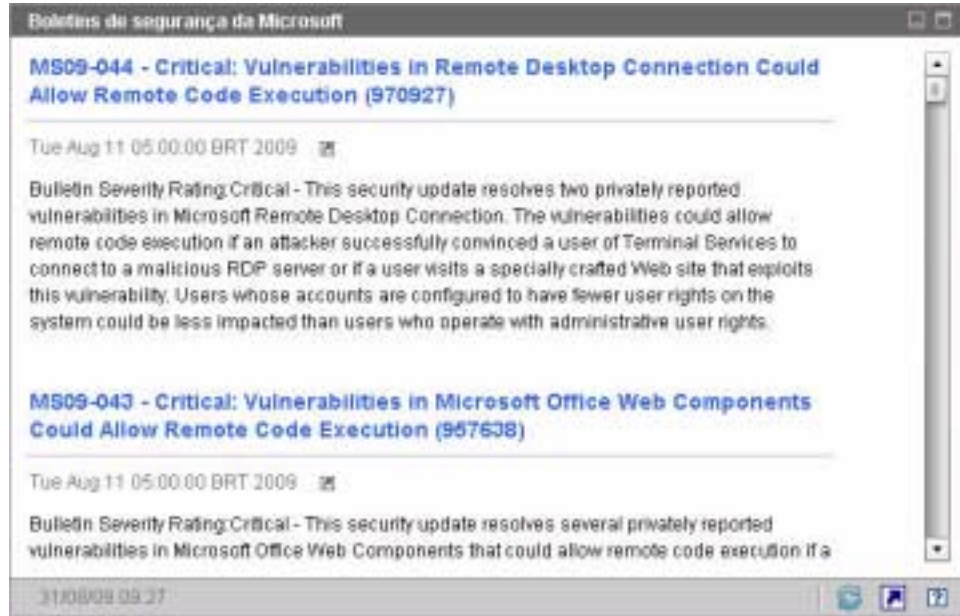 Boletins de segurança da Microsoft
MS09-044 - Critical: Vulnerabilities in Remote Desktop Connection Could
Allow Remote Code Execution (970927)
Tue Aug 11 05:00:00 BRT 2009
Bulletin Severity Rating:Critical - This security update resolves two privately reported
vulnerabilities in Microsoft Remote Desktop Connection. The vulnerabilities could allow
remote code execution if an attacker successfully convinced a user of Terminal Services to
connect to a malicious RDP server or if a user visits a specially crafted Web site that exploits
this vulnerability. Users whose accounts are configured to have fewer user rights on the
system could be less impacted than users who operate with administrative user rights.
MS09-043 - Critical: Vulnerabilities in Microsoft Office Web Components
Could Allow Remote Code Execution (957638)
Tue Aug 11 05:00:00 BRT 2009
Bulletin Severity Rating:Critical - This security update resolves several privately reported
vulnerabilities in Microsoft Office Web Components that could allow remote code execution if a
31/08/09 09:27